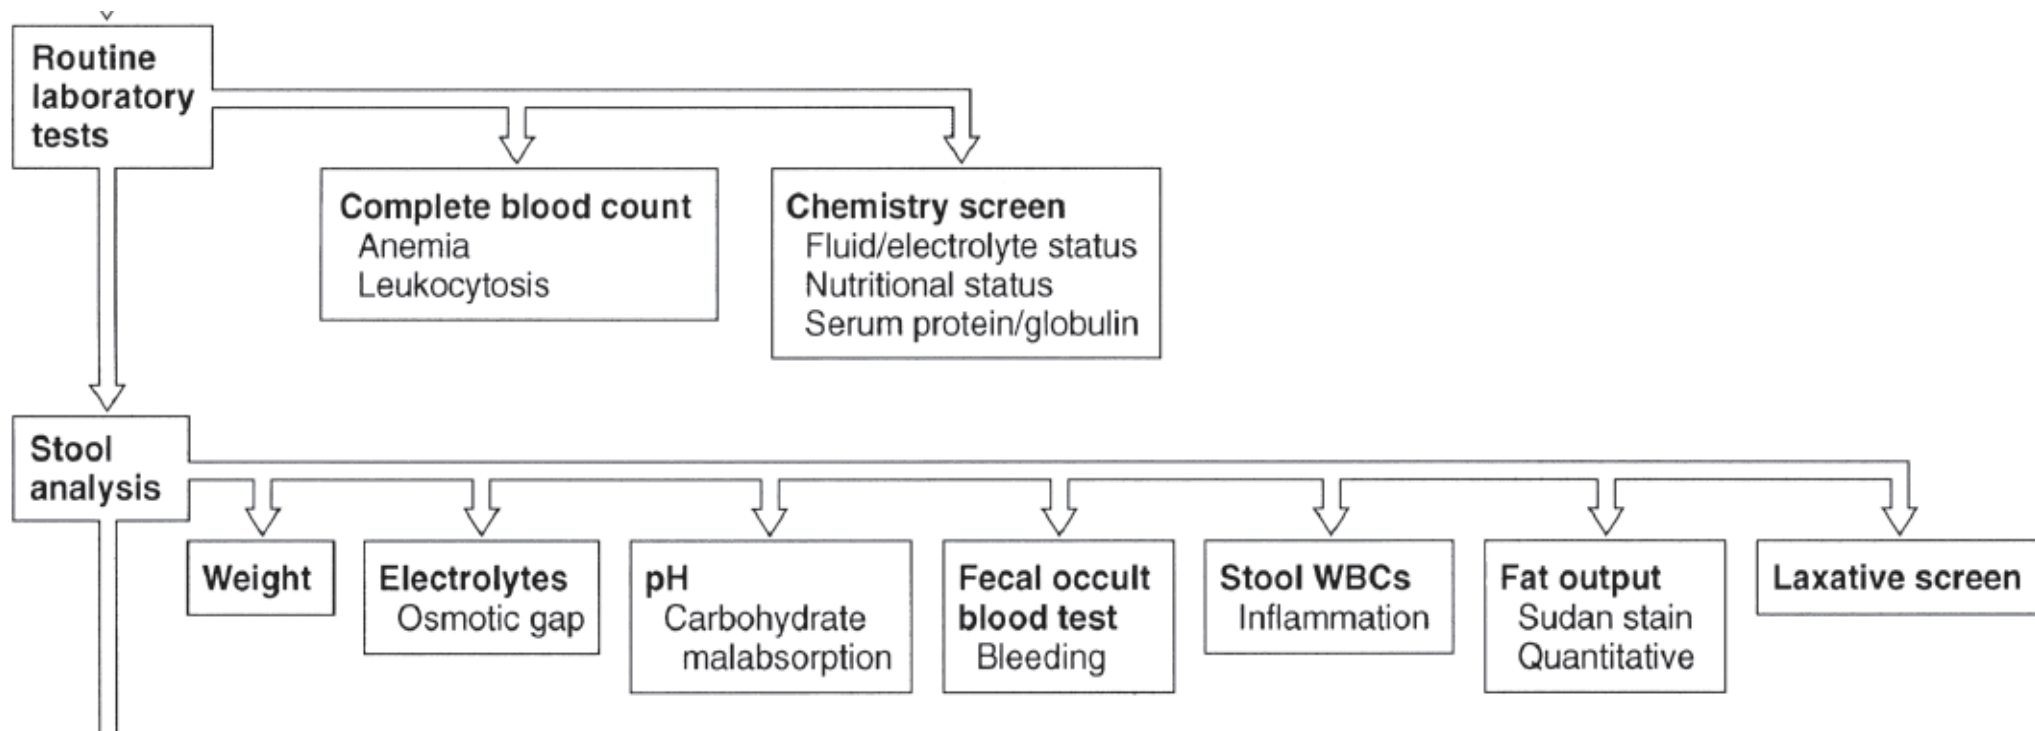 Routine
laboratory
tests
Complete blood count
Anemia
Leukocytosis
Chemistry screen
Fluid/electrolyte status
Nutritional status
Serum protein/globulin
Stool
analysis
Weight
Electrolytes
Osmotic gap
pH
Carbohydrate
malabsorption
Fecal occult
blood test
Bleeding
Stool WBCs
Inflammation
Fat output
Sudan stain
Quantitative
Laxative screen